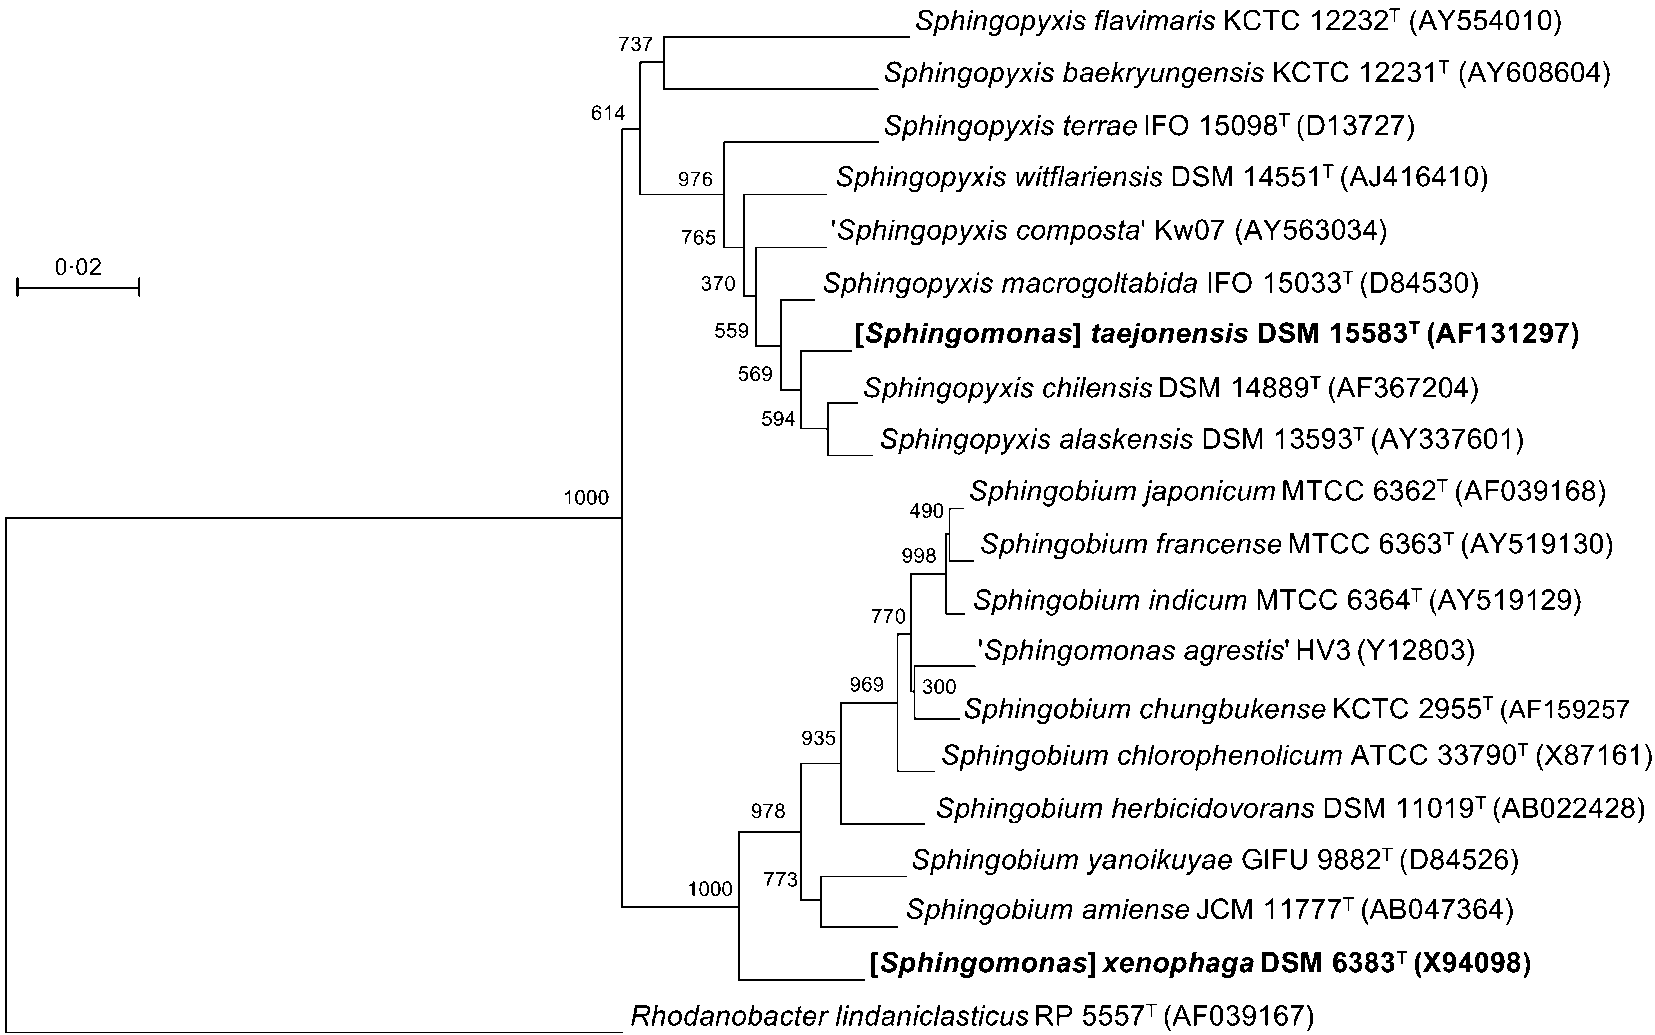 Sphingopyxis flavimaris KCTC 12232ᵀ (AY554010)
737
Sphingopyxis baekryungensis KCTC 12231ᵀ (AY608604)
614
Sphingopyxis terrae IFO 15098ᵀ (D13727)
976
Sphingopyxis witflariensis DSM 14551ᵀ (AJ416410)
765
'Sphingopyxis composta' Kw07 (AY563034)
0·02
370
Sphingopyxis macrogoltabida IFO 15033ᵀ (D84530)
559
[Sphingomonas] taejonensis DSM 15583ᵀ (AF131297)
569
Sphingopyxis chilensis DSM 14889ᵀ (AF367204)
594
Sphingopyxis alaskensis DSM 13593ᵀ (AY337601)
1000
Sphingobium japonicum MTCC 6362ᵀ (AF039168)
490
Sphingobium francense MTCC 6363ᵀ (AY519130)
998
Sphingobium indicum MTCC 6364ᵀ (AY519129)
770
'Sphingomonas agrestis' HV3 (Y12803)
969
300
Sphingobium chungbukense KCTC 2955ᵀ (AF159257
935
Sphingobium chlorophenolicum ATCC 33790ᵀ (X87161)
978
Sphingobium herbicidovorans DSM 11019ᵀ (AB022428)
Sphingobium yanoikuyae GIFU 9882ᵀ (D84526)
773
1000
Sphingobium amiense JCM 11777ᵀ (AB047364)
[Sphingomonas] xenophaga DSM 6383ᵀ (X94098)
Rhodanobacter lindaniclasticus RP 5557ᵀ (AF039167)